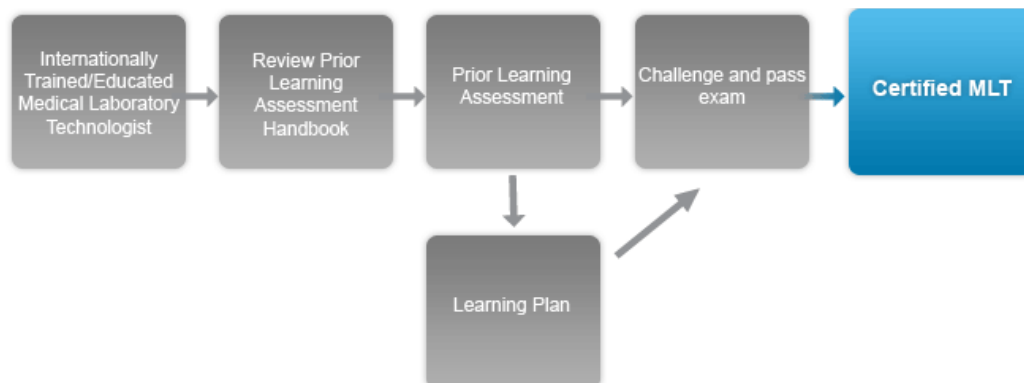 Internationally
Trained/Educated
Medical Laboratory
Technologist
Review Prior
Learning
Assessment
Handbook
Prior Learning
Assessment
Challenge and pass
exam
Certified MLT
Learning Plan